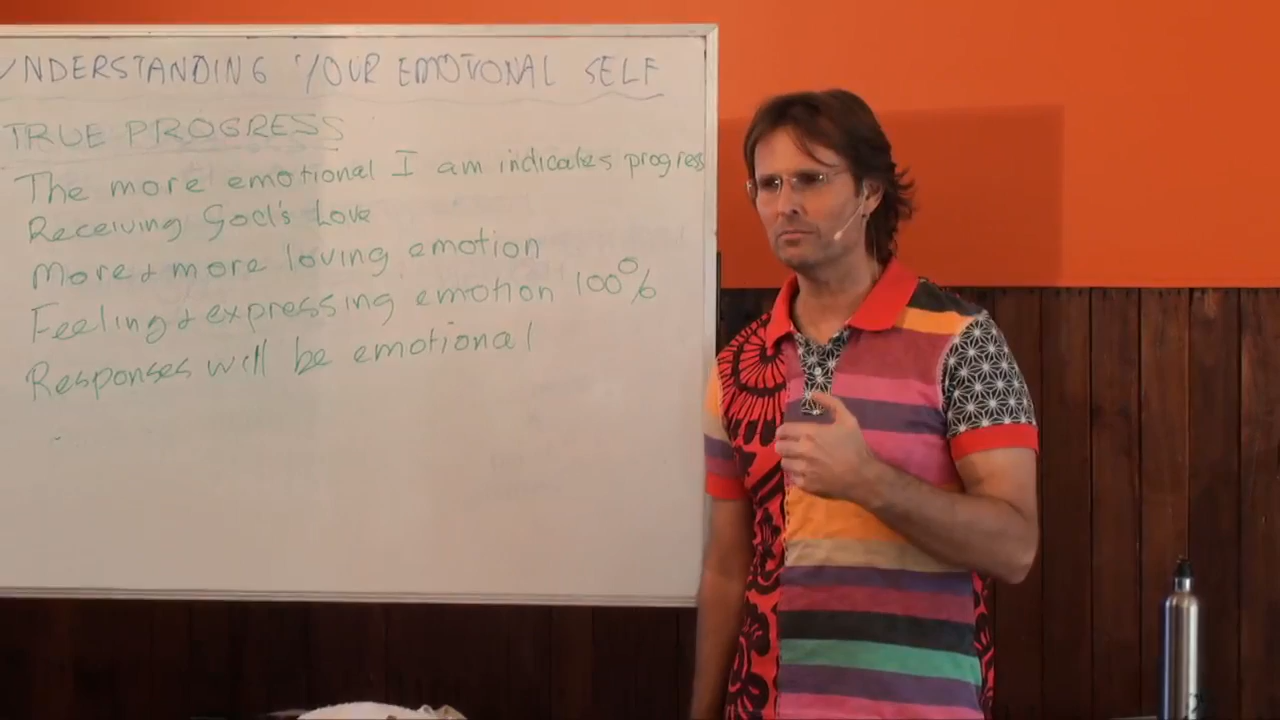 UNDERSTANDING YOUR EMOTIONAL SELF
TRUE PROGRESS
The more emotional I am indicates progress
Receiving God's Love
More & more loving emotion
Feeling & expressing emotion 100%
Responses will be emotional